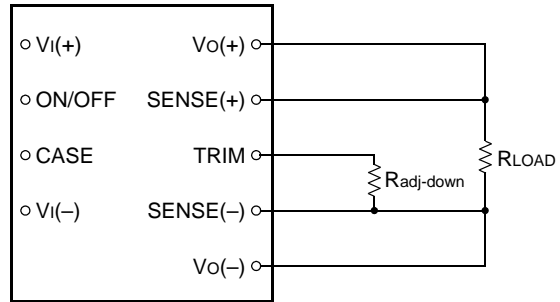 VI(+) VO(+)
ON/OFF SENSE(+)
CASE TRIM
RLOAD
Radj-down
VI(–) SENSE(–)
VO(–)